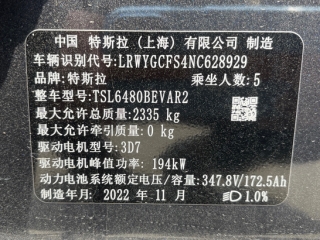 中国 特斯拉 (上海) 有限公司 制造
车辆识别代号: LRWYGCFS4NC628929
品牌: 特斯拉 乘坐人数: 5
整车型号: TSL6480BEVAR2
最大允许总质量: 2335 kg
最大允许牵引质量: 0 kg
驱动电机型号: 3D7
驱动电机峰值功率: 194kW
动力电池系统额定电压/容量: 347.8V/172.5Ah
制造年月: 2022 年 11 月 1.0%